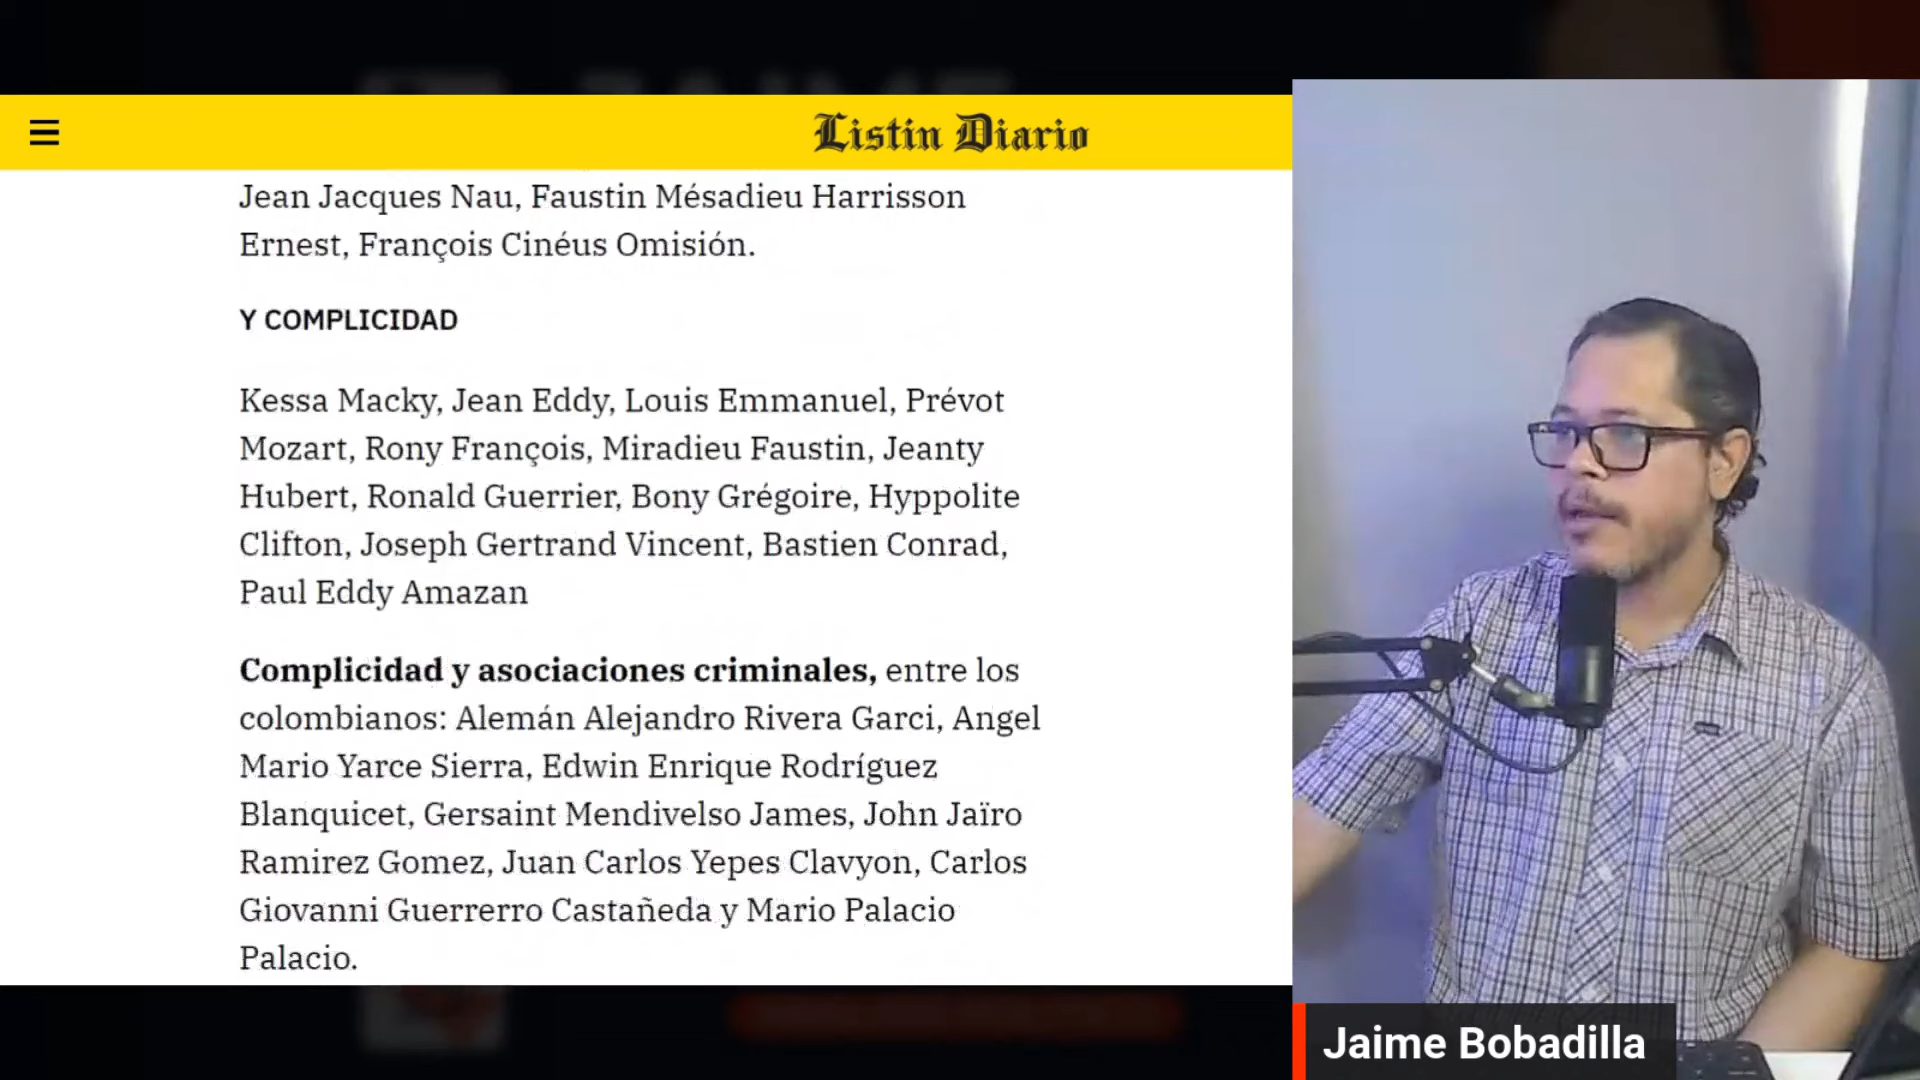 Listin Diario
Jean Jacques Nau, Faustin Mésadieu Harrisson
Ernest, François Cinéus Omisión.
Y COMPLICIDAD
Kessa Macky, Jean Eddy, Louis Emmanuel, Prévot
Mozart, Rony François, Miradieu Faustin, Jeanty
Hubert, Ronald Guerrier, Bony Grégoire, Hyppolite
Clifton, Joseph Gertrand Vincent, Bastien Conrad,
Paul Eddy Amazan
Complicidad y asociaciones criminales, entre los
colombianos: Alemán Alejandro Rivera Garci, Angel
Mario Yarce Sierra, Edwin Enrique Rodríguez
Blanquicet, Gersaint Mendivelso James, John Jaïro
Ramirez Gomez, Juan Carlos Yepes Clavyon, Carlos
Giovanni Guerrerro Castañeda y Mario Palacio
Palacio.
Jaime Bobadilla